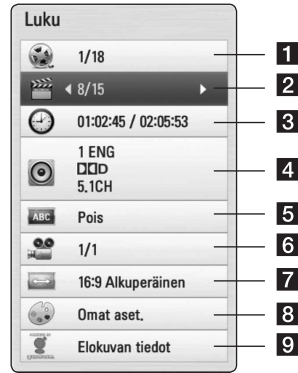 Luku
1/18
1
8/15
2
01:02:45 / 02:05:53
3
1 ENG
D
5.1CH
4
ABC
Pois
5
1/1
6
16:9 Alkuperäinen
7
Omat aset.
8
Elokuvan tiedot
9